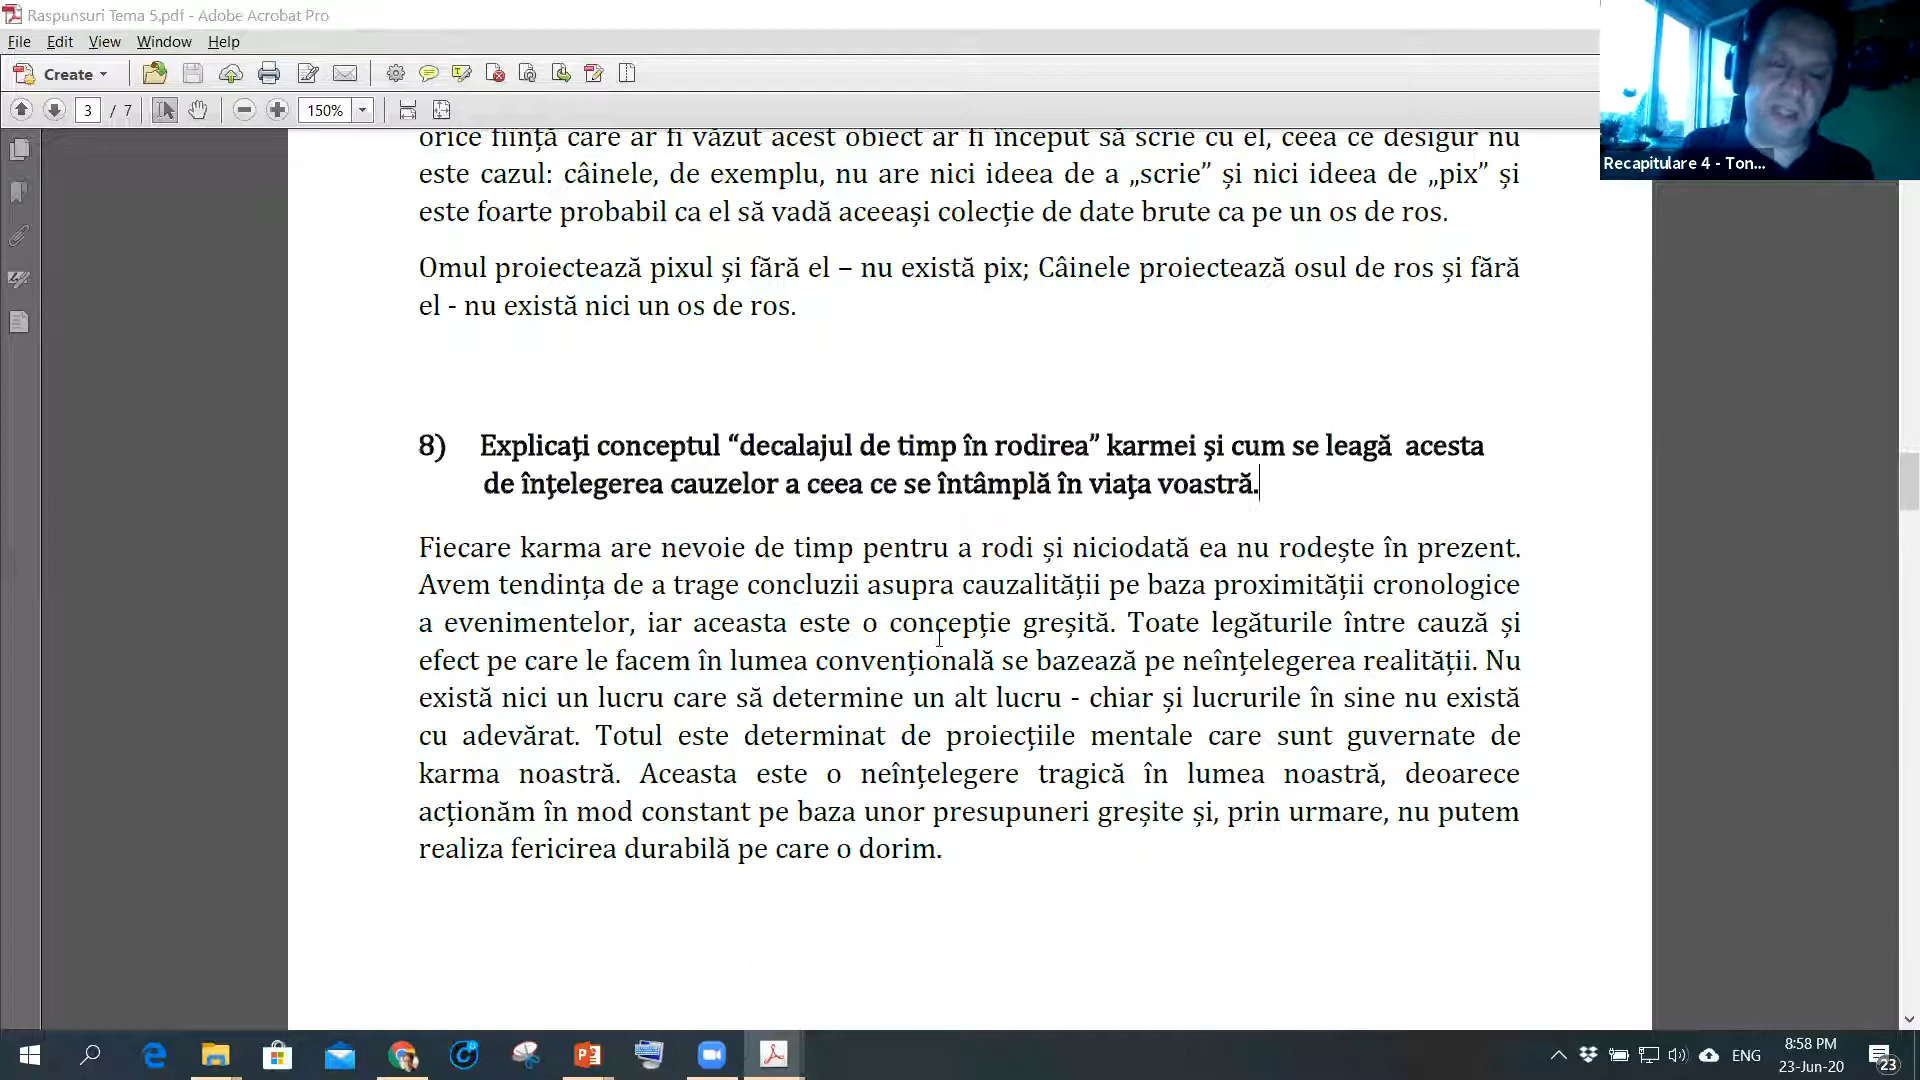 Raspunsuri Tema 5.pdf - Adobe Acrobat Pro
File Edit View Window Help
Create
3 / 7 150%
Recapitulare 4 - Ton...
orice ființă care ar fi văzut acest obiect ar fi început să scrie cu el, ceea ce desigur nu
este cazul: câinele, de exemplu, nu are nici ideea de a „scrie” și nici ideea de „pix” și
este foarte probabil ca el să vadă aceeași colecție de date brute ca pe un os de ros.
Omul proiectează pixul și fără el – nu există pix; Câinele proiectează osul de ros și fără
el - nu există nici un os de ros.
8) Explicaţi conceptul “decalajul de timp în rodirea” karmei şi cum se leagă acesta
de înţelegerea cauzelor a ceea ce se întâmplă în viaţa voastră.
Fiecare karma are nevoie de timp pentru a rodi și niciodată ea nu rodește în prezent.
Avem tendința de a trage concluzii asupra cauzalității pe baza proximității cronologice
a evenimentelor, iar aceasta este o concepție greșită. Toate legăturile între cauză și
efect pe care le facem în lumea convențională se bazează pe neînțelegerea realității. Nu
există nici un lucru care să determine un alt lucru - chiar și lucrurile în sine nu există
cu adevărat. Totul este determinat de proiecțiile mentale care sunt guvernate de
karma noastră. Aceasta este o neînțelegere tragică în lumea noastră, deoarece
acționăm în mod constant pe baza unor presupuneri greșite și, prin urmare, nu putem
realiza fericirea durabilă pe care o dorim.
ENG
8:58 PM
23-Jun-20
23